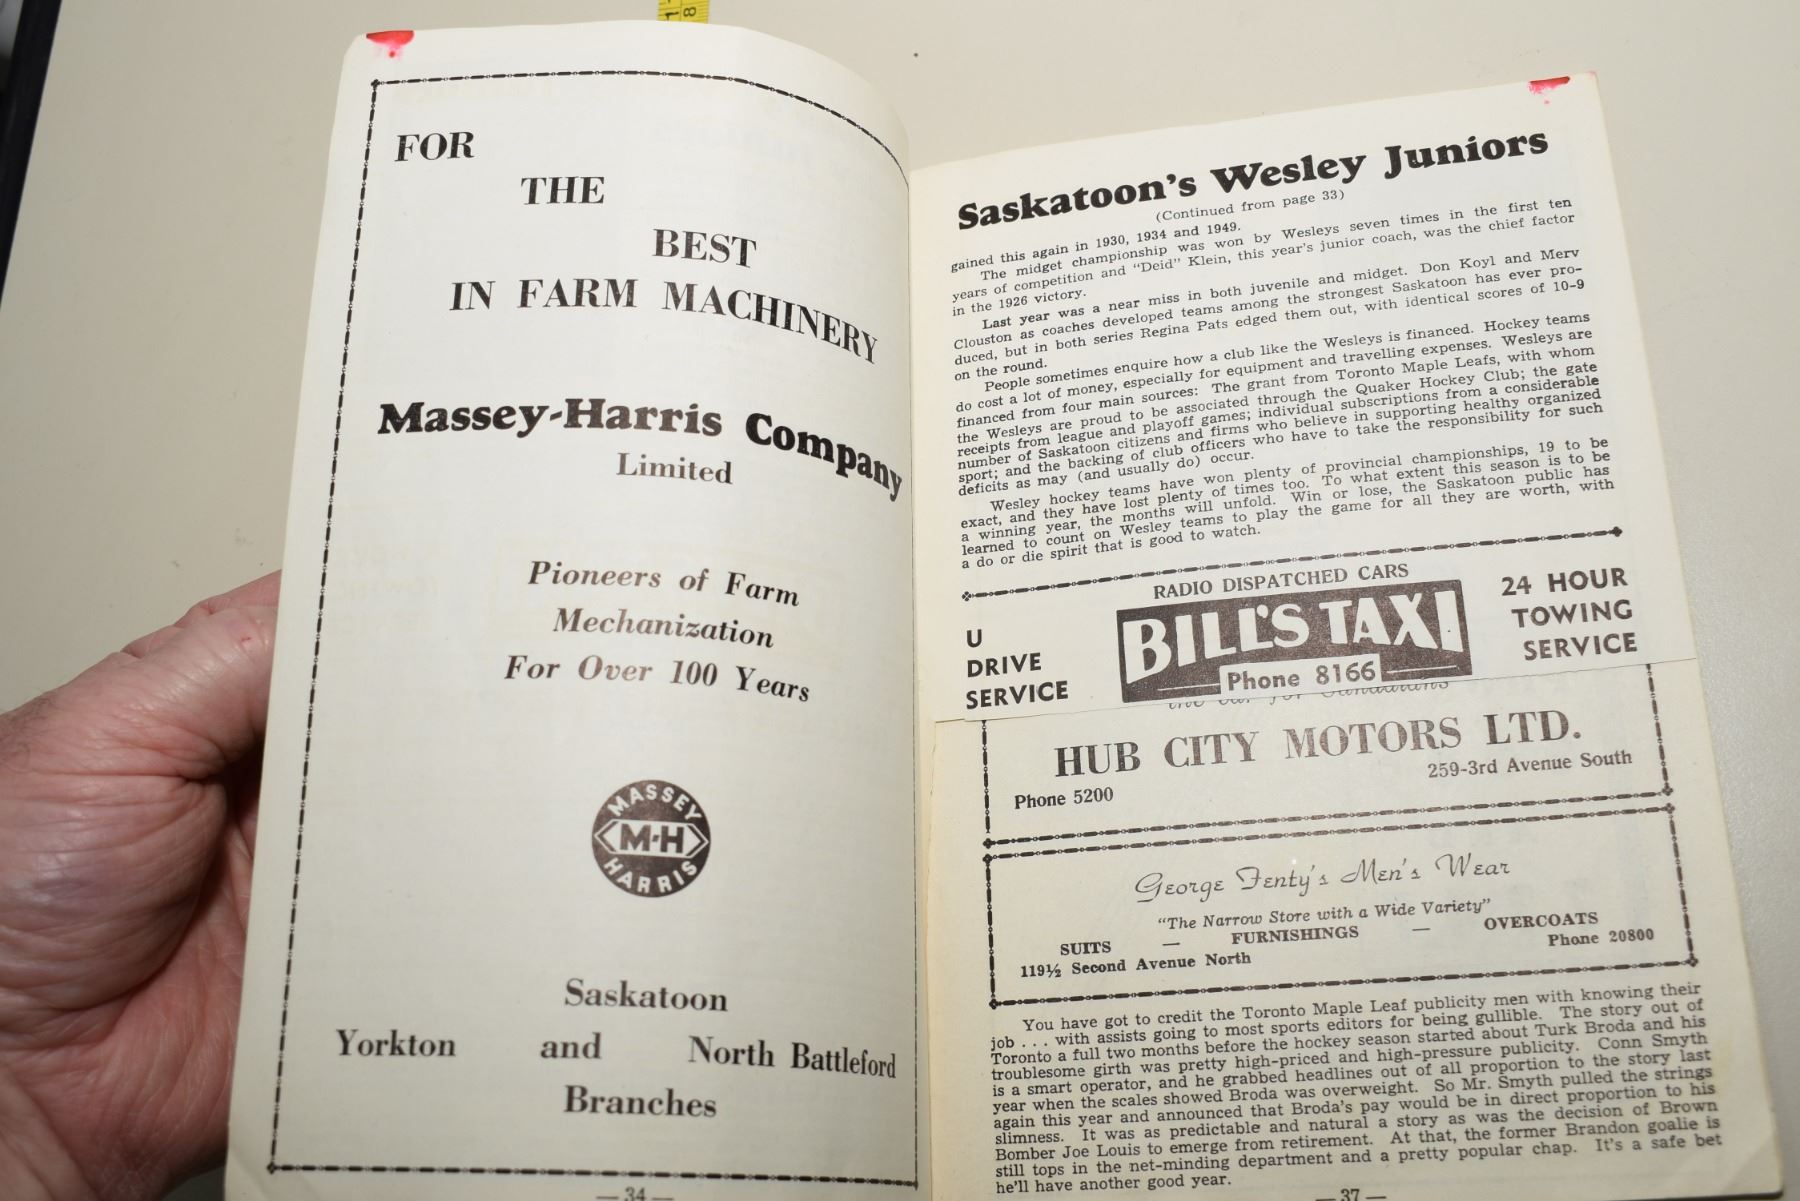 FOR
THE
BEST
IN FARM MACHINERY
Massey-Harris Company
Limited
Pioneers of Farm
Mechanization
For Over 100 Years
MASSEY
M-H
HARRIS
Saskatoon
Yorkton and North Battleford
Branches
— 34 —
Saskatoon's Wesley Juniors
(Continued from page 33)
gained this again in 1930, 1934 and 1949.
The midget championship was won by Wesleys seven times in the first ten
years of competition and "Deid" Klein, this year's junior coach, was the chief factor
in the 1926 victory.
Last year was a near miss in both juvenile and midget. Don Koyl and Merv
Clouston as coaches developed teams among the strongest Saskatoon has ever pro-
duced, but in both series Regina Pats edged them out, with identical scores of 10-9
on the round.
People sometimes enquire how a club like the Wesleys is financed. Hockey teams
do cost a lot of money, especially for equipment and travelling expenses. Wesleys are
financed from four main sources: The grant from Toronto Maple Leafs, with whom
the Wesleys are proud to be associated through the Quaker Hockey Club; the gate
receipts from league and playoff games; individual subscriptions from a considerable
number of Saskatoon citizens and firms who believe in supporting healthy organized
sport; and the backing of club officers who have to take the responsibility for such
deficits as may (and usually do) occur.
Wesley hockey teams have won plenty of provincial championships, 19 to be
exact, and they have lost plenty of times too. To what extent this season is to be
a winning year, the months will unfold. Win or lose, the Saskatoon public has
learned to count on Wesley teams to play the game for all they are worth, with
a do or die spirit that is good to watch.
RADIO DISPATCHED CARS
U
DRIVE
SERVICE
BILL'S TAXI
Phone 8166
24 HOUR
TOWING
SERVICE
the car for Canadians
HUB CITY MOTORS LTD.
259-3rd Avenue South
Phone 5200
George Fenty's Men's Wear
"The Narrow Store with a Wide Variety"
SUITS — FURNISHINGS — OVERCOATS
119½ Second Avenue North Phone 20800
You have got to credit the Toronto Maple Leaf publicity men with knowing their
job . . . with assists going to most sports editors for being gullible. The story out of
Toronto a full two months before the hockey season started about Turk Broda and his
troublesome girth was pretty high-priced and high-pressure publicity. Conn Smyth
is a smart operator, and he grabbed headlines out of all proportion to the story last
year when the scales showed Broda was overweight. So Mr. Smyth pulled the strings
again this year and announced that Broda's pay would be in direct proportion to his
slimness. It was as predictable and natural a story as was the decision of Brown
Bomber Joe Louis to emerge from retirement. At that, the former Brandon goalie is
still tops in the net-minding department and a pretty popular chap. It's a safe bet
he'll have another good year.
— 37 —